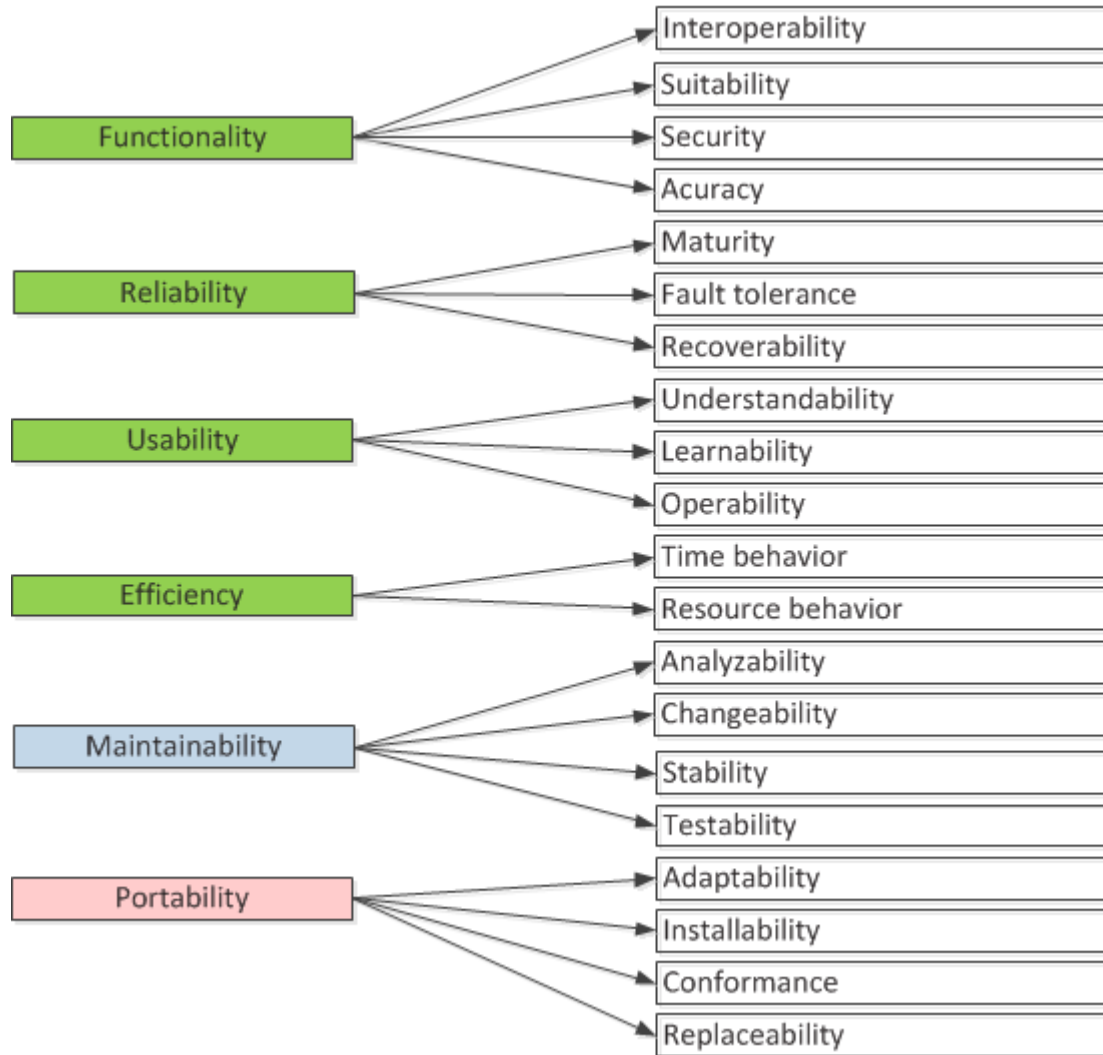 Functionality
Interoperability
Suitability
Security
Acuracy
Reliability
Maturity
Fault tolerance
Recoverability
Usability
Understandability
Learnability
Operability
Efficiency
Time behavior
Resource behavior
Maintainability
Analyzability
Changeability
Stability
Testability
Portability
Adaptability
Installability
Conformance
Replaceability